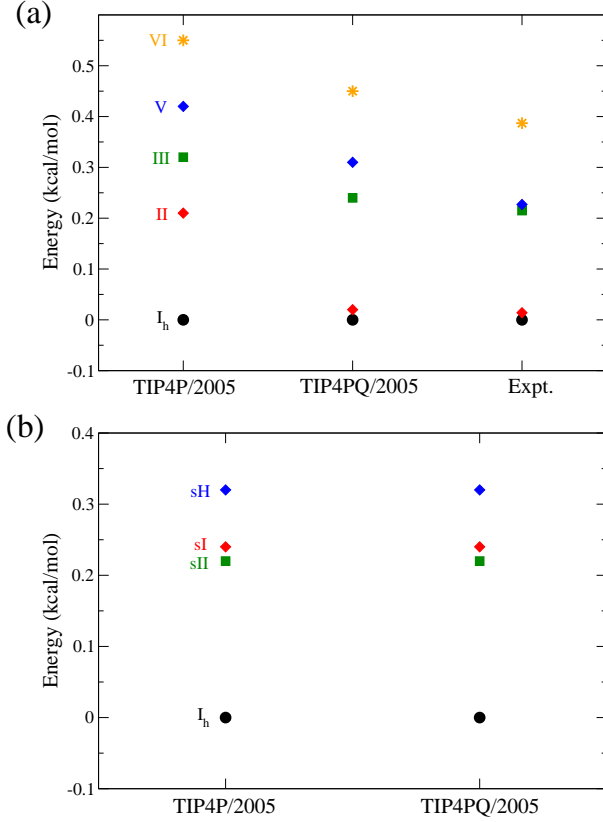 (a)
Energy (kcal/mol)
0.5
0.4
0.3
0.2
0.1
0
-0.1
VI
V
III
II
I_h
TIP4P/2005
TIP4PQ/2005
Expt.
(b)
Energy (kcal/mol)
0.4
0.3
0.2
0.1
0
-0.1
sH
sI
sII
I_h
TIP4P/2005
TIP4PQ/2005